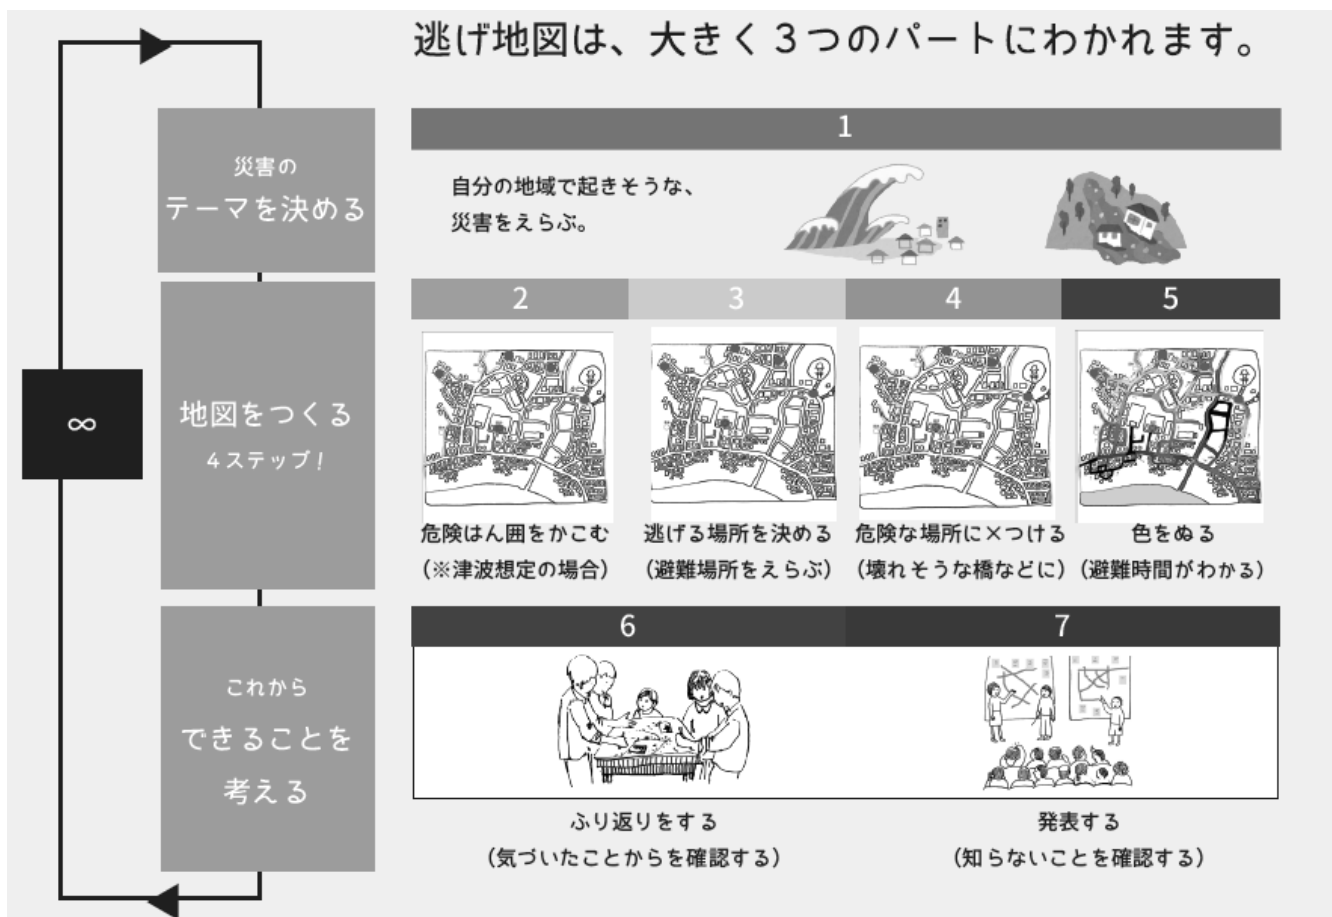 逃げ地図は、大きく３つのパートにわかれます。
災害の
テーマを決める
1
自分の地域で起きそうな、
災害をえらぶ。
∞
地図をつくる
４ステップ！
2
3
4
5
危険はん囲をかこむ
（※津波想定の場合）
逃げる場所を決める
（避難場所をえらぶ）
危険な場所に×つける
（壊れそうな橋などに）
色をぬる
（避難時間がわかる）
これから
できることを
考える
6
7
ふり返りをする
（気づいたことからを確認する）
発表する
（知らないことを確認する）